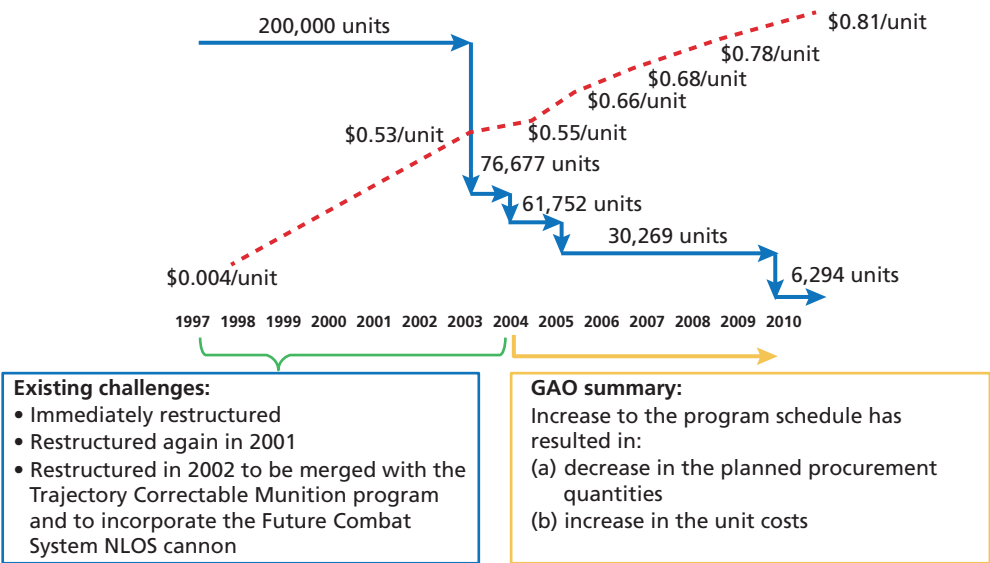 200,000 units
$0.81/unit
$0.78/unit
$0.68/unit
$0.66/unit
$0.53/unit
$0.55/unit
76,677 units
61,752 units
30,269 units
$0.004/unit
6,294 units
1997 1998 1999 2000 2001 2002 2003 2004 2005 2006 2007 2008 2009 2010
Existing challenges:
• Immediately restructured
• Restructured again in 2001
• Restructured in 2002 to be merged with the
Trajectory Correctable Munition program
and to incorporate the Future Combat
System NLOS cannon
GAO summary:
Increase to the program schedule has
resulted in:
(a) decrease in the planned procurement
quantities
(b) increase in the unit costs